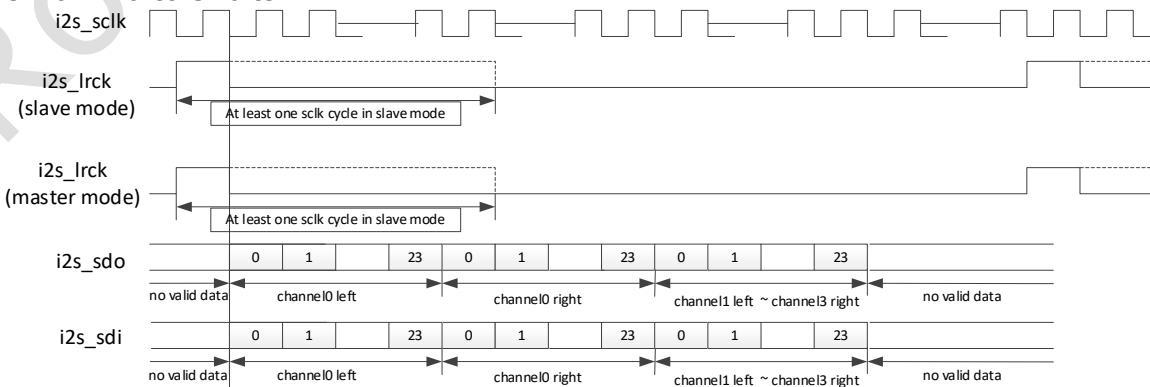 i2s_sclk
i2s_lrck
(slave mode)
At least one sclk cycle in slave mode
i2s_lrck
(master mode)
At least one sclk cycle in slave mode
i2s_sdo
0 1 23 0 1 23 0 1 23
no valid data channel0 left channel0 right channel1 left ~ channel3 right no valid data
i2s_sdi
0 1 23 0 1 23 0 1 23
no valid data channel0 left channel0 right channel1 left ~ channel3 right no valid data